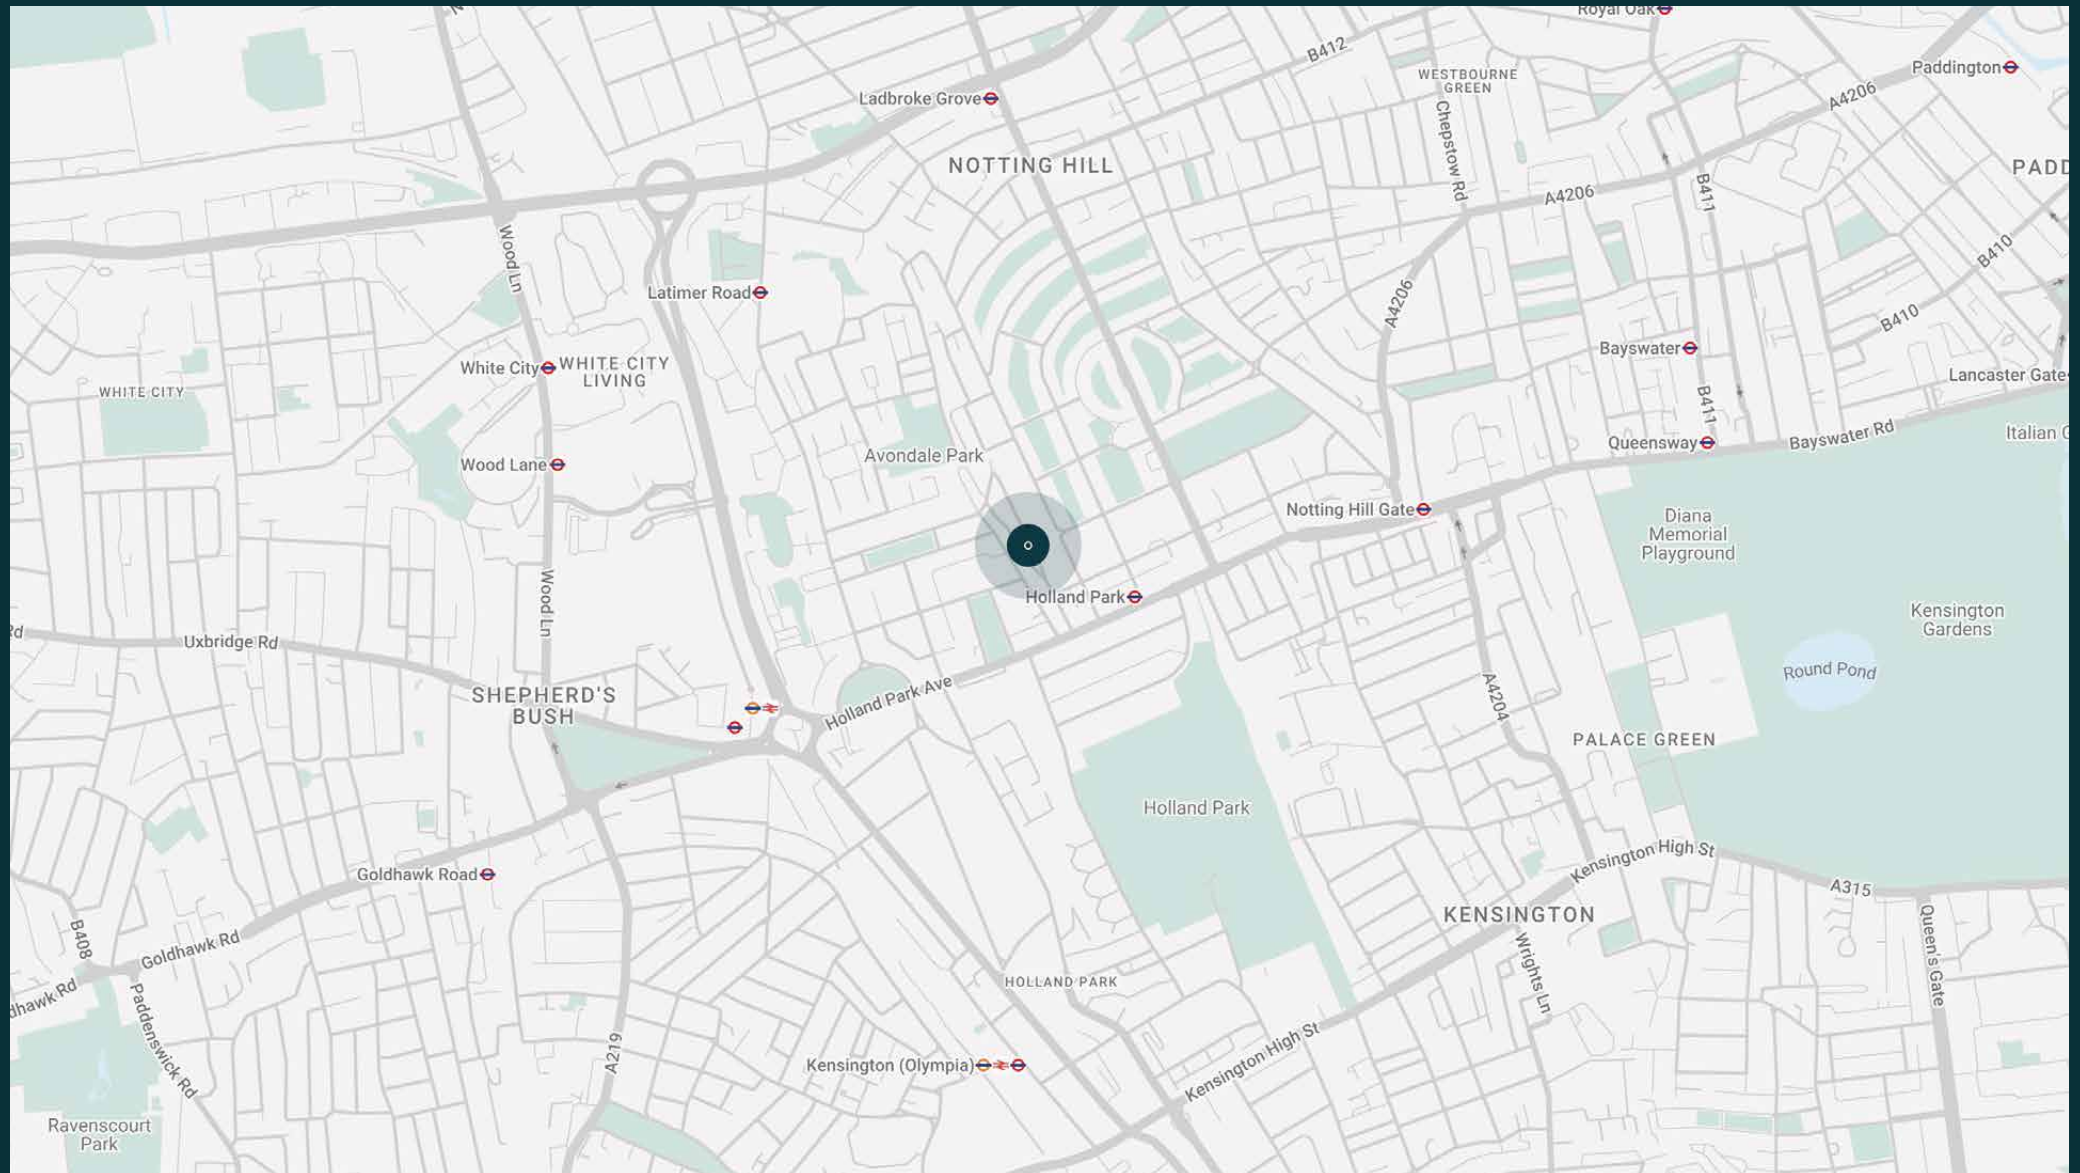 Royal Oak
B412
WESTBOURNE
GREEN
Paddington
Ladbroke Grove
A4206
Chepstow Rd
NOTTING HILL
PADD
B411
A4206
Wood Ln
B410
Latimer Road
A4206
B410
Bayswater
White City
WHITE CITY
LIVING
Lancaster Gate
WHITE CITY
B411
Bayswater Rd
Italian
Queensway
Avondale Park
Wood Lane
Notting Hill Gate
Diana
Memorial
Playground
Wood Ln
Holland Park
Kensington
Gardens
Rd
Uxbridge Rd
Round Pond
SHEPHERD'S
BUSH
Holland Park Ave
A4204
PALACE GREEN
Holland Park
Kensington High St
Goldhawk Road
A315
KENSINGTON
B408
Goldhawk Rd
Wrights Ln
Queen's Gate
dhawk Rd
HOLLAND PARK
Paddenswick Rd
A219
Kensington (Olympia)
Kensington High St
Ravenscourt
Park